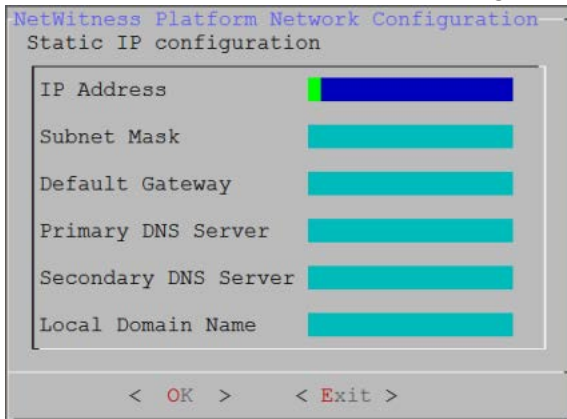 NetWitness Platform Network Configuration
Static IP configuration
IP Address
Subnet Mask
Default Gateway
Primary DNS Server
Secondary DNS Server
Local Domain Name
< OK > < Exit >